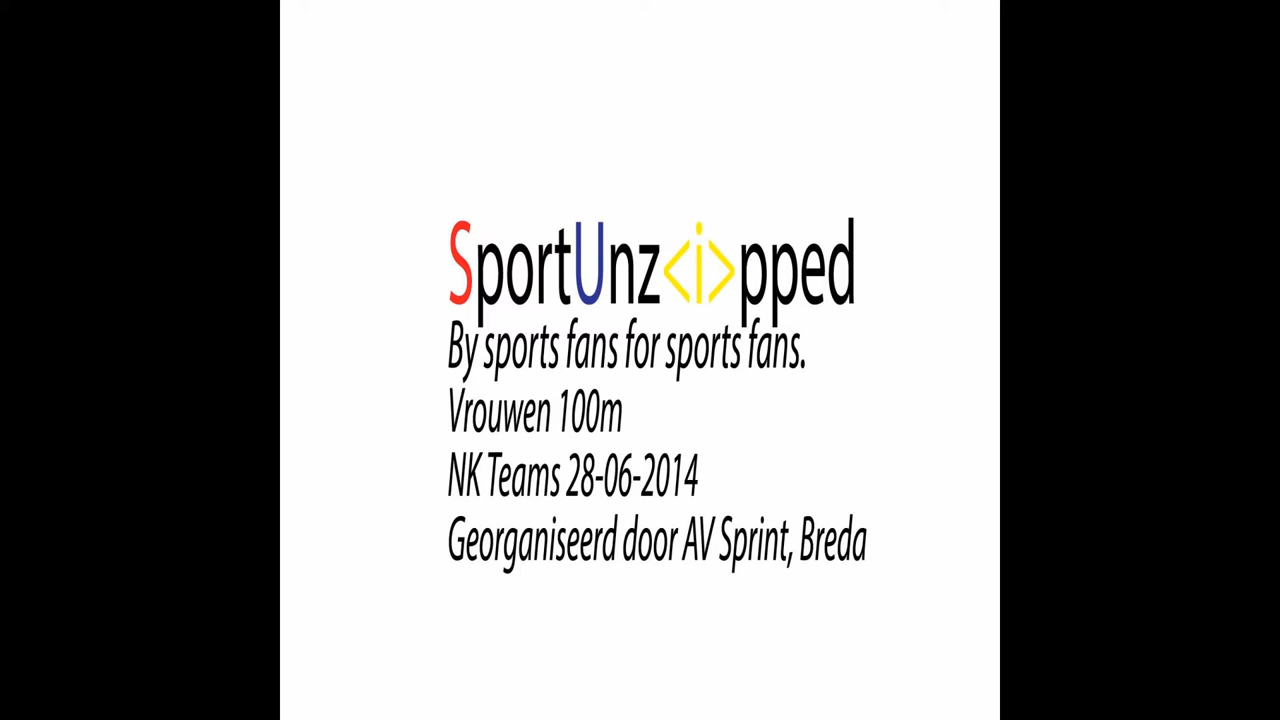 SportUnz<i>pped
By sports fans for sports fans.
Vrouwen 100m
NK Teams 28-06-2014
Georganiseerd door AV Sprint, Breda